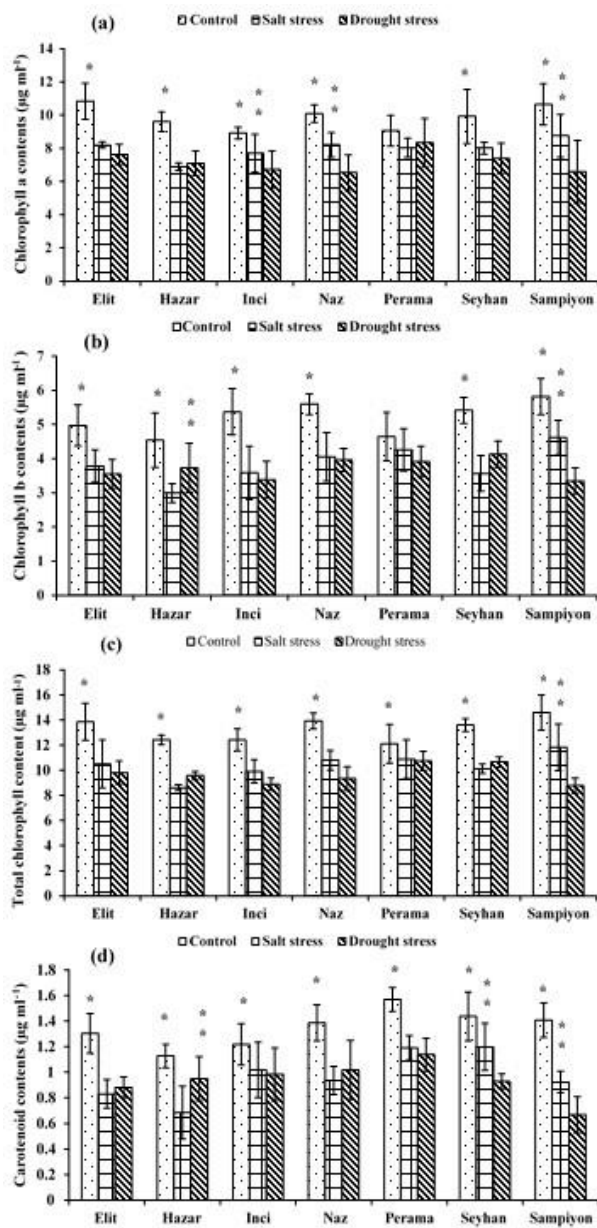 (a)
Control Salt stress Drought stress
Chlorophyll a contents (µg ml⁻¹)
14
12
10
8
6
4
2
0
* * * ** * ** * * **
Elit Hazar Inci Naz Perama Seyhan Sampiyon
Control Salt stress Drought stress
(b)
Chlorophyll b contents (µg ml⁻¹)
7
6
5
4
3
2
1
0
* * ** * * * * **
Elit Hazar Inci Naz Perama Seyhan Sampiyon
(c)
Control Salt stress Drought stress
Total chlorophyll content (µg ml⁻¹)
18
16
14
12
10
8
6
4
2
0
* * * * * * * **
Elit Hazar Inci Naz Perama Seyhan Sampiyon
Control Salt stress Drought stress
(d)
Carotenoid contents (µg ml⁻¹)
1.8
1.6
1.4
1.2
1
0.8
0.6
0.4
0.2
0
* * ** * * * * ** * **
Elit Hazar Inci Naz Perama Seyhan Sampiyon